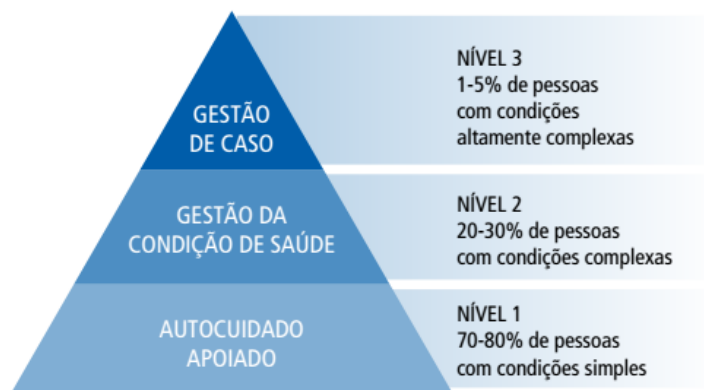 GESTÃO
DE CASO
NÍVEL 3
1-5% de pessoas
com condições
altamente complexas
GESTÃO DA
CONDIÇÃO DE SAÚDE
NÍVEL 2
20-30% de pessoas
com condições complexas
AUTOCUIDADO
APOIADO
NÍVEL 1
70-80% de pessoas
com condições simples